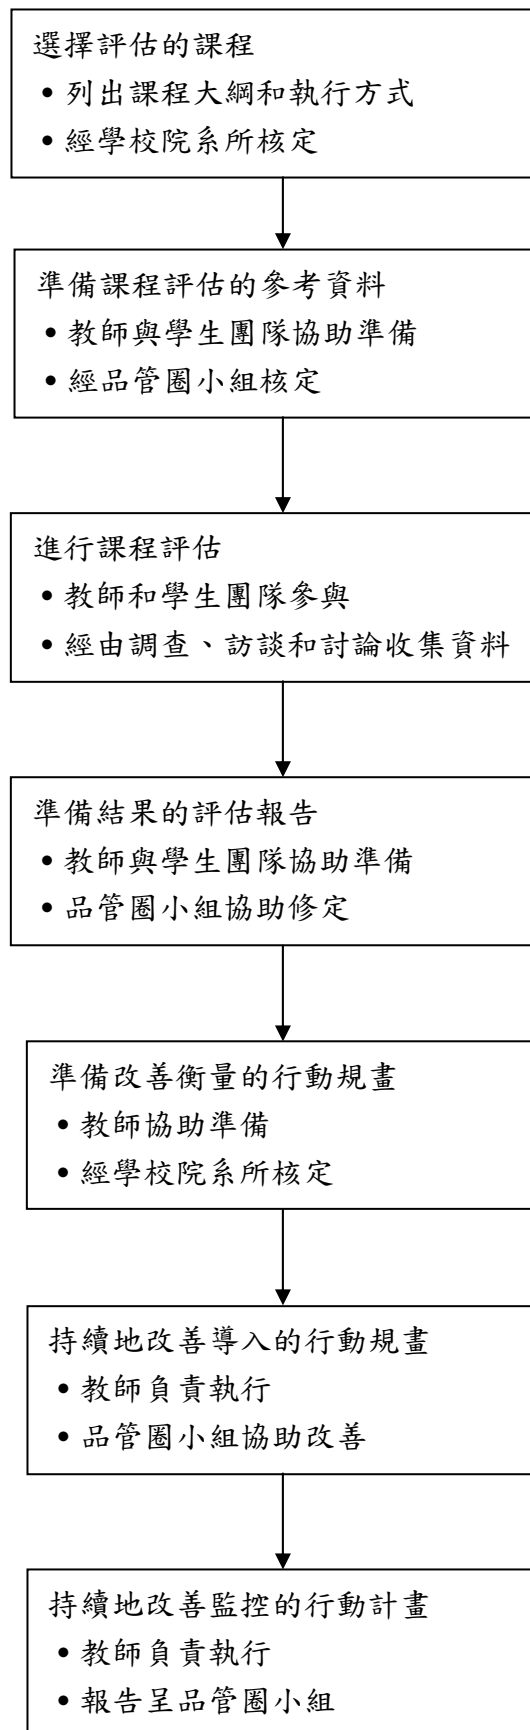 選擇評估的課程
• 列出課程大綱和執行方式
• 經學校院系所核定
準備課程評估的參考資料
• 教師與學生團隊協助準備
• 經品管圈小組核定
進行課程評估
• 教師和學生團隊參與
• 經由調查、訪談和討論收集資料
準備結果的評估報告
• 教師與學生團隊協助準備
• 品管圈小組協助修定
準備改善衡量的行動規畫
• 教師協助準備
• 經學校院系所核定
持續地改善導入的行動規畫
• 教師負責執行
• 品管圈小組協助改善
持續地改善監控的行動計畫
• 教師負責執行
• 報告呈品管圈小組